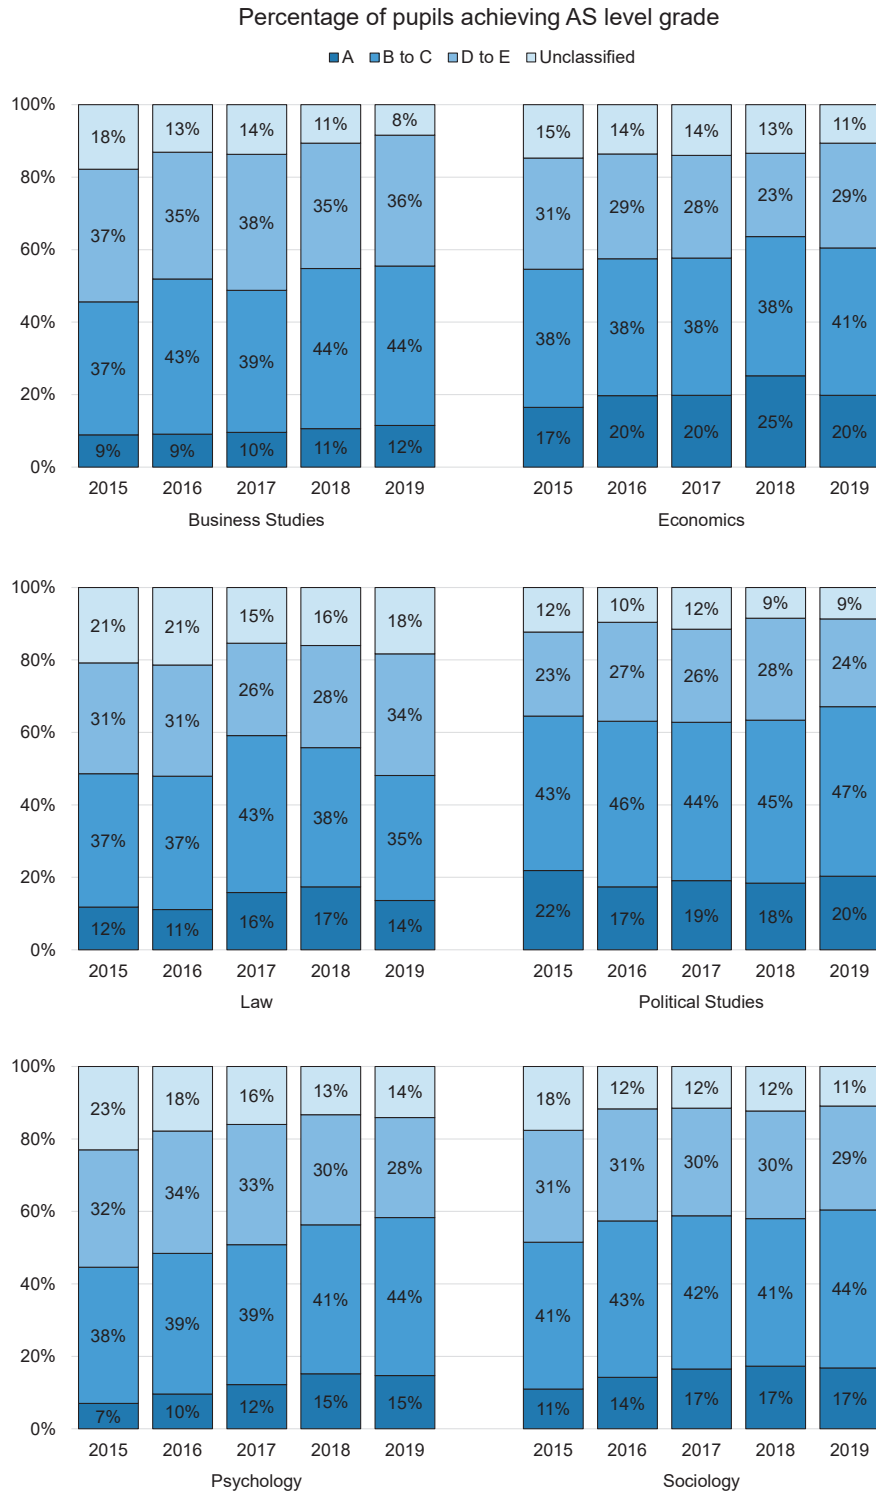 Percentage of pupils achieving AS level grade
A B to C D to E Unclassified
100%
80%
60%
40%
20%
0%
18% 13% 14% 11% 8%
37% 35% 38% 35% 36%
37% 43% 39% 44% 44%
9% 9% 10% 11% 12%
2015 2016 2017 2018 2019
Business Studies
15% 14% 14% 13% 11%
31% 29% 28% 23% 29%
38% 38% 38% 38% 41%
17% 20% 20% 25% 20%
2015 2016 2017 2018 2019
Economics
100%
80%
60%
40%
20%
0%
21% 21% 15% 16% 18%
31% 31% 26% 28% 34%
37% 37% 43% 38% 35%
12% 11% 16% 17% 14%
2015 2016 2017 2018 2019
Law
12% 10% 12% 9% 9%
23% 27% 26% 28% 24%
43% 46% 44% 45% 47%
22% 17% 19% 18% 20%
2015 2016 2017 2018 2019
Political Studies
100%
80%
60%
40%
20%
0%
23% 18% 16% 13% 14%
32% 34% 33% 30% 28%
38% 39% 39% 41% 44%
7% 10% 12% 15% 15%
2015 2016 2017 2018 2019
Psychology
18% 12% 12% 12% 11%
31% 31% 30% 30% 29%
41% 43% 42% 41% 44%
11% 14% 17% 17% 17%
2015 2016 2017 2018 2019
Sociology